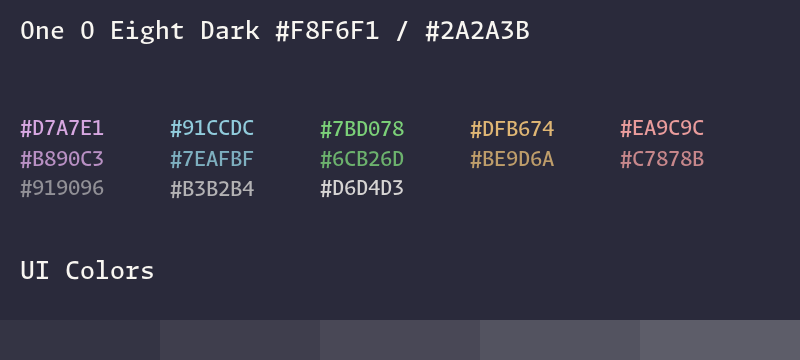 One O Eight Dark #F8F6F1 / #2A2A3B
#D7A7E1 #91CCDC #7BD078 #DFB674 #EA9C9C
#B890C3 #7EAFBF #6CB26D #BE9D6A #C7878B
#919096 #B3B2B4 #D6D4D3
UI Colors